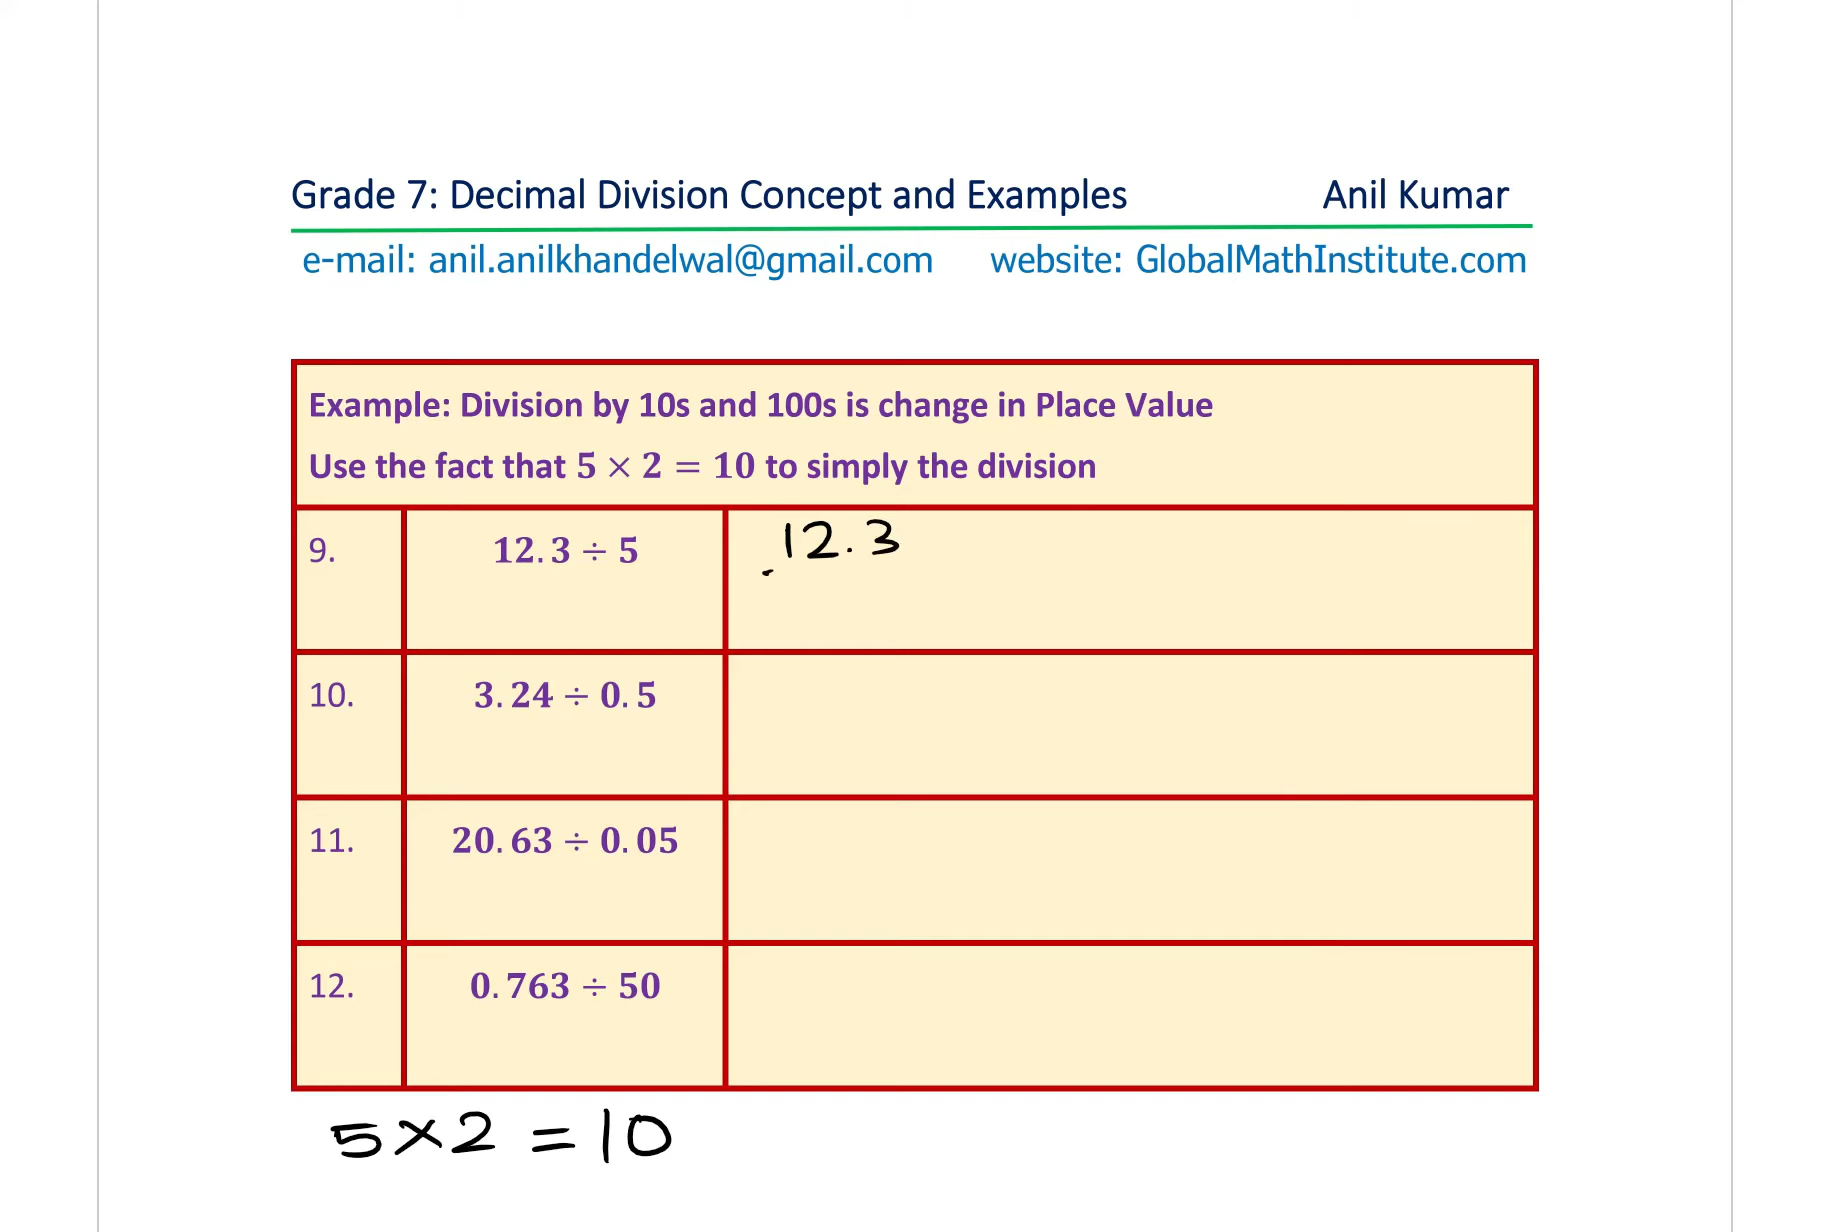 Grade 7: Decimal Division Concept and Examples Anil Kumar
e-mail: anil.anilkhandelwal@gmail.com website: GlobalMathInstitute.com
Example: Division by 10s and 100s is change in Place Value
Use the fact that 5 × 2 = 10 to simply the division
9. 12.3 ÷ 5 12.3
10. 3.24 ÷ 0.5
11. 20.63 ÷ 0.05
12. 0.763 ÷ 50
5×2 = 10